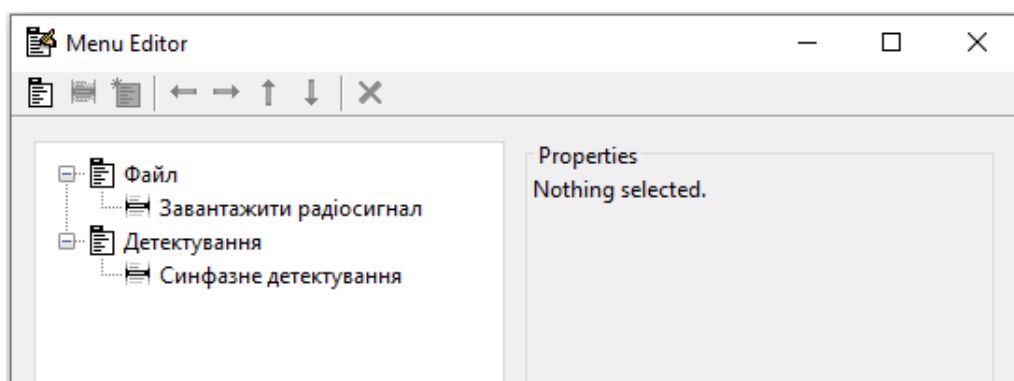 Menu Editor
Файл
Завантажити радіосигнал
Детектування
Синфазне детектування
Properties
Nothing selected.